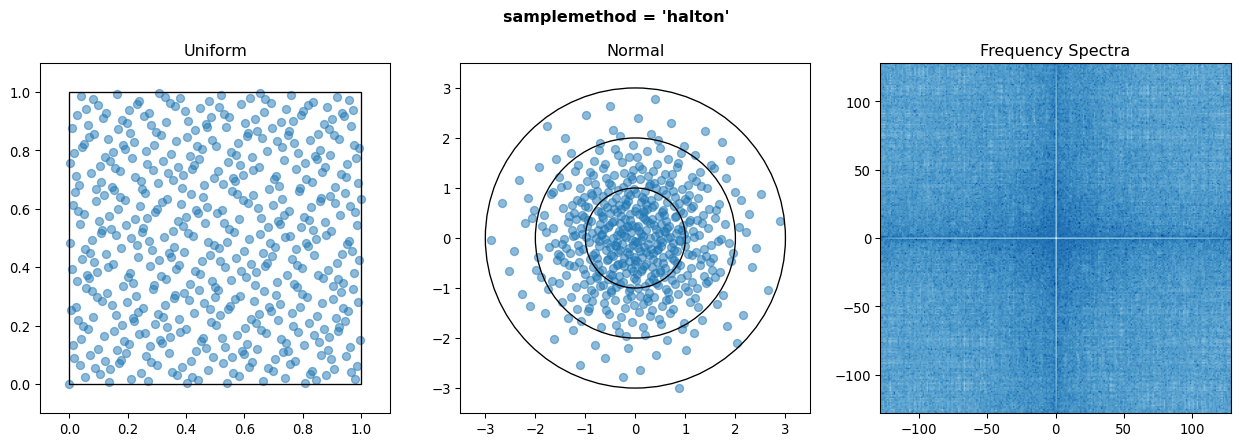 samplemethod = 'halton'
Uniform
Normal
Frequency Spectra
1.0
0.8
0.6
0.4
0.2
0.0
0.0 0.2 0.4 0.6 0.8 1.0
3
2
1
0
−1
−2
−3
−3 −2 −1 0 1 2 3
100
50
0
−50
−100
−100 −50 0 50 100